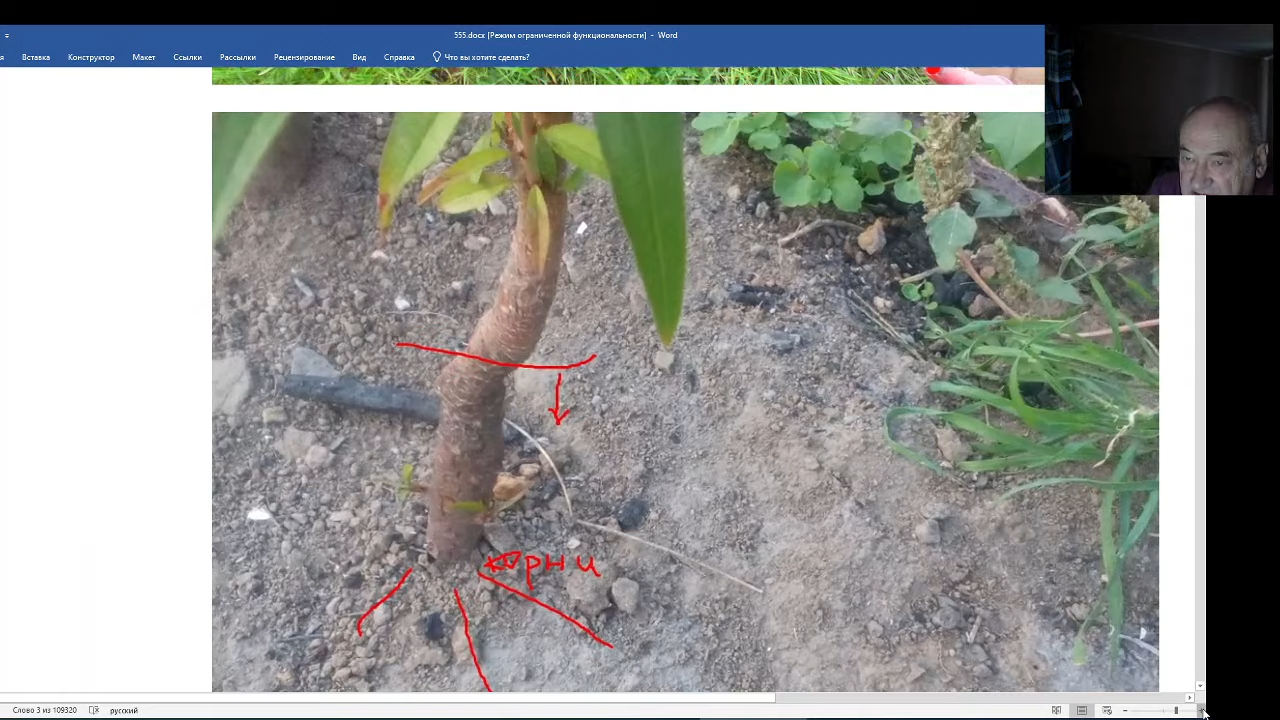 555.docx [Режим ограниченной функциональности] - Word
я Вставка Конструктор Макет Ссылки Рассылки Рецензирование Вид Справка Что вы хотите сделать?
корни
Слово 3 из 109320 русский